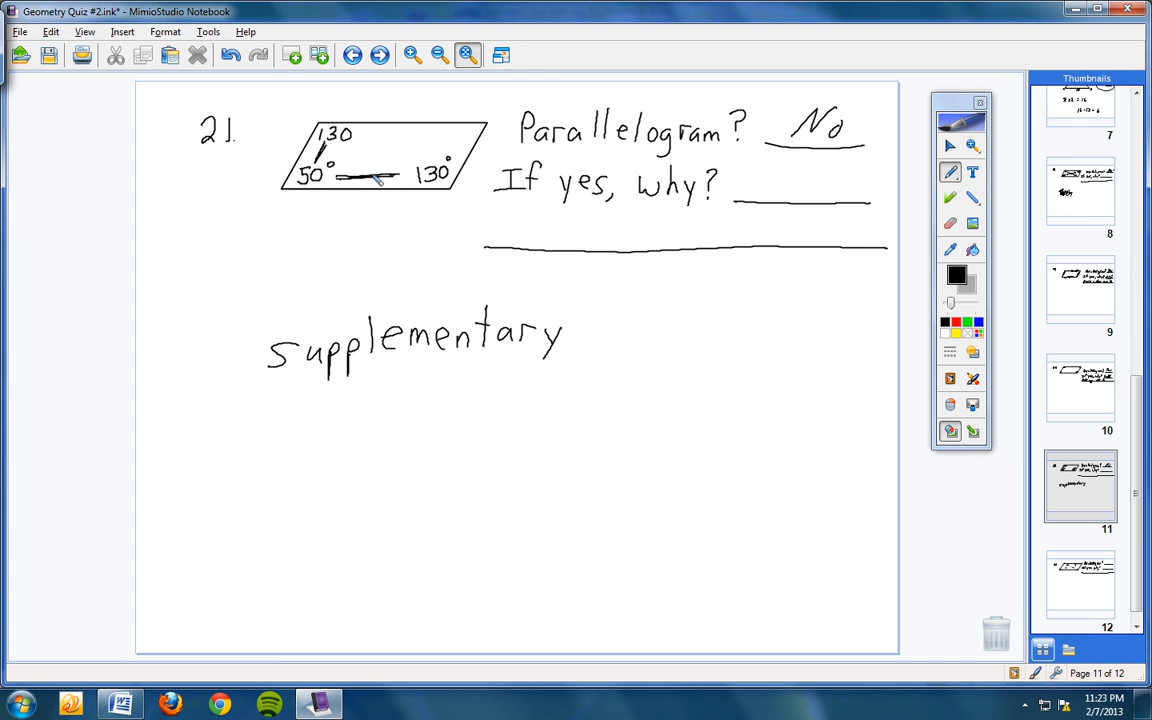 Geometry Quiz #2.ink* - MimioStudio Notebook
File Edit View Insert Format Tools Help
Thumbnails
21.
130
50° 130°
Parallelogram? No
If yes, why?
supplementary
7
8
9
10
11
12
Page 11 of 12
11:23 PM
2/7/2013